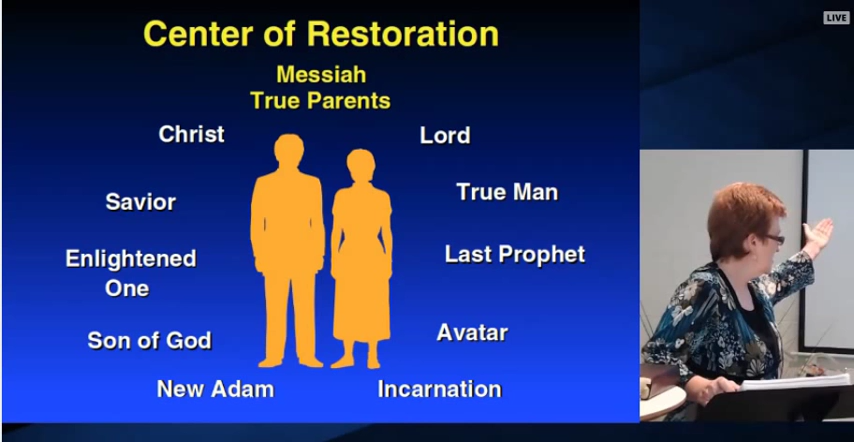 LIVE
Center of Restoration
Messiah
True Parents
Christ
Lord
Savior
True Man
Enlightened
One
Last Prophet
Son of God
Avatar
New Adam
Incarnation